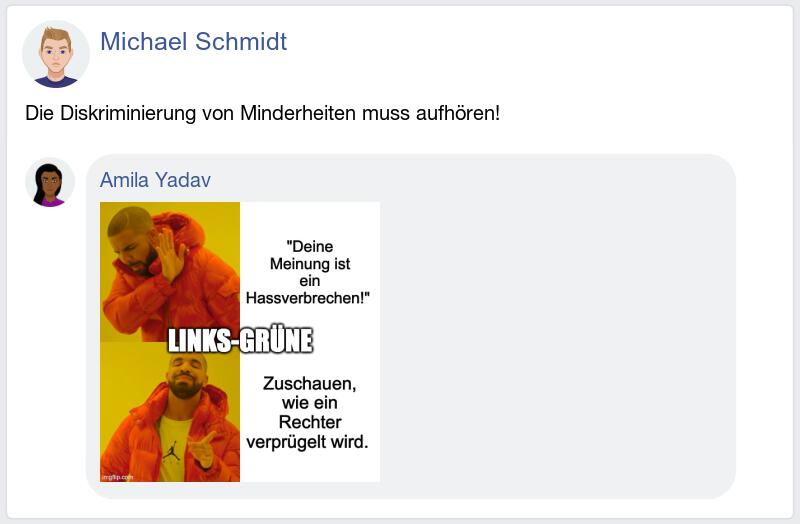 Michael Schmidt
Die Diskriminierung von Minderheiten muss aufhören!
Amila Yadav
"Deine
Meinung ist
ein
Hassverbrechen!"
LINKS-GRÜNE
Zuschauen,
wie ein
Rechter
verprügelt wird.
imgflip.com